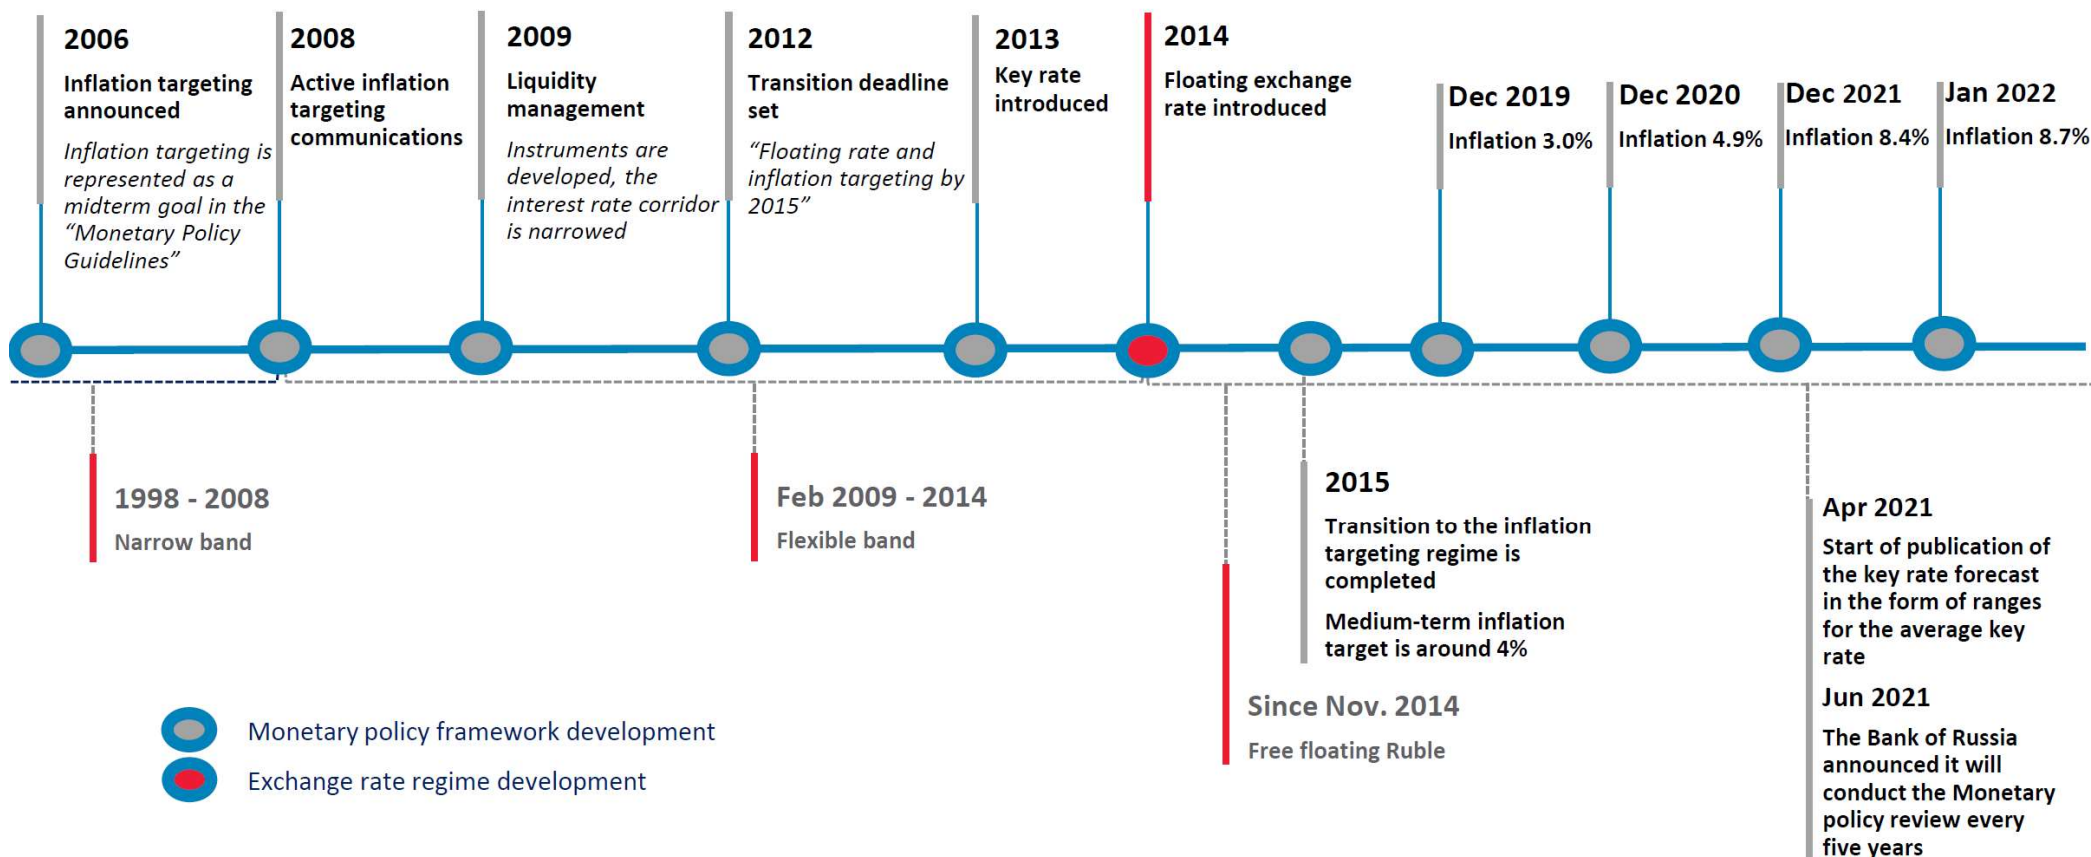 2006
Inflation targeting
announced
Inflation targeting is
represented as a
midterm goal in the
“Monetary Policy
Guidelines”
2008
Active inflation
targeting
communications
2009
Liquidity
management
Instruments are
developed, the
interest rate corridor
is narrowed
2012
Transition deadline
set
“Floating rate and
inflation targeting by
2015”
2013
Key rate
introduced
2014
Floating exchange
rate introduced
Dec 2019
Inflation 3.0%
Dec 2020
Inflation 4.9%
Dec 2021
Inflation 8.4%
Jan 2022
Inflation 8.7%
1998 - 2008
Narrow band
Feb 2009 - 2014
Flexible band
Since Nov. 2014
Free floating Ruble
2015
Transition to the inflation
targeting regime is
completed
Medium-term inflation
target is around 4%
Apr 2021
Start of publication of
the key rate forecast
in the form of ranges
for the average key
rate
Jun 2021
The Bank of Russia
announced it will
conduct the Monetary
policy review every
five years
Monetary policy framework development
Exchange rate regime development